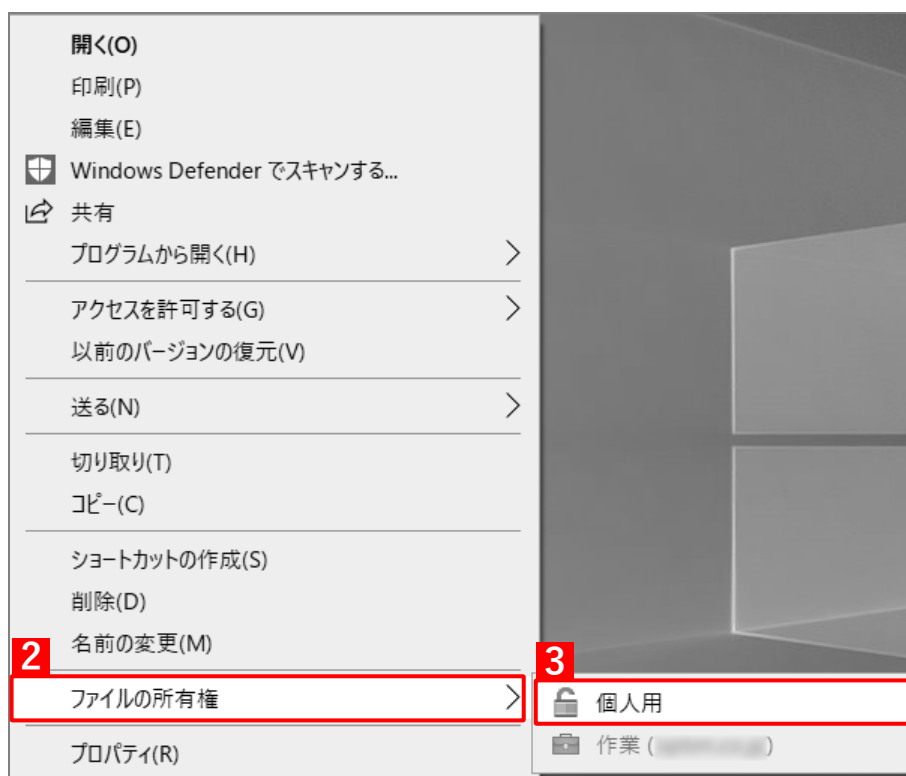 開く(O)
印刷(P)
編集(E)
Windows Defender でスキャンする...
共有
プログラムから開く(H)
アクセスを許可する(G)
以前のバージョンの復元(V)
送る(N)
切り取り(T)
コピー(C)
ショートカットの作成(S)
削除(D)
名前の変更(M)
2
ファイルの所有権
プロパティ(R)
3
個人用
作業 ( )